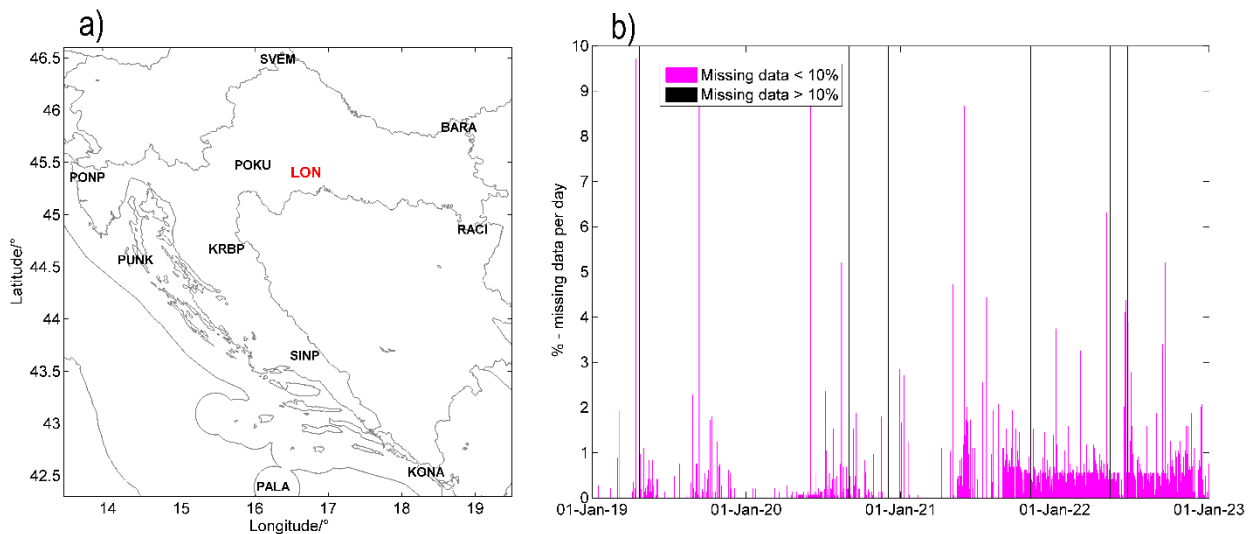 a)
46.5
46
45.5
45
44.5
44
43.5
43
42.5
Latitude/°
SVEM
BARA
POKU
LON
PONP
RACI
KRBP
PUNK
SINP
KONA
PALA
14 15 16 17 18 19
Longitude/°
b)
10
9
8
7
6
5
4
3
2
1
0
% - missing data per day
Missing data < 10%
Missing data > 10%
01-Jan-19 01-Jan-20 01-Jan-21 01-Jan-22 01-Jan-23